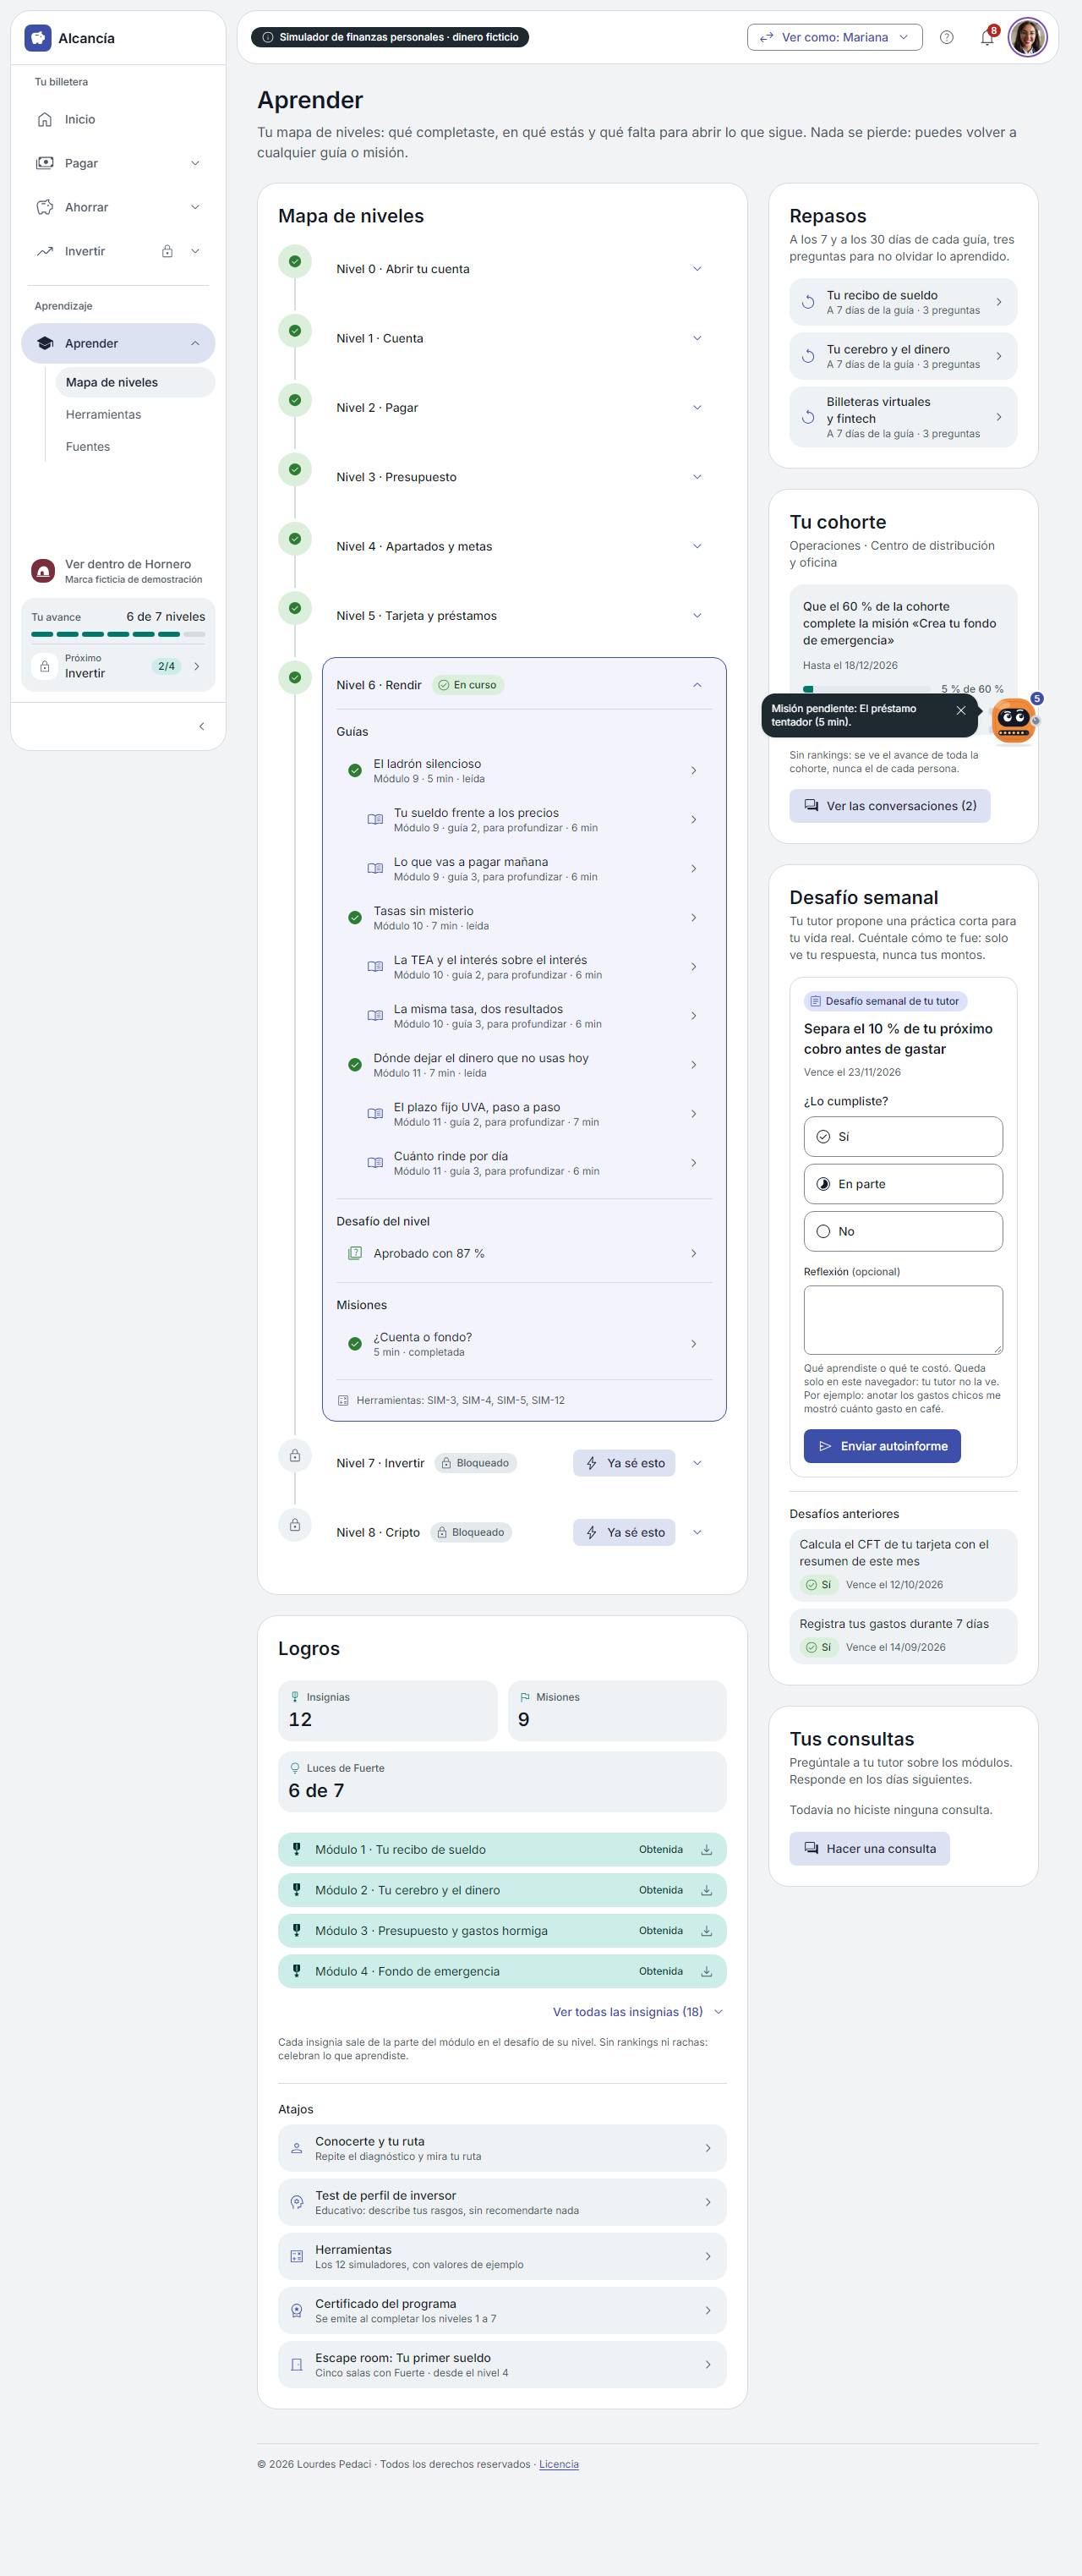 Alcancía
Tu billetera
Inicio
Pagar
Ahorrar
Invertir
Aprendizaje
Aprender
Mapa de niveles
Herramientas
Fuentes
Ver dentro de Hornero
Marca ficticia de demostración
Tu avance 6 de 7 niveles
Próximo
Invertir
2/4
Simulador de finanzas personales · dinero ficticio
Ver como: Mariana
8
Aprender
Tu mapa de niveles: qué completaste, en qué estás y qué falta para abrir lo que sigue. Nada se pierde: puedes volver a
cualquier guía o misión.
Mapa de niveles
Nivel 0 · Abrir tu cuenta
Nivel 1 · Cuenta
Nivel 2 · Pagar
Nivel 3 · Presupuesto
Nivel 4 · Apartados y metas
Nivel 5 · Tarjeta y préstamos
Nivel 6 · Rendir En curso
Guías
El ladrón silencioso
Módulo 9 · 5 min · leída
Tu sueldo frente a los precios
Módulo 9 · guía 2, para profundizar · 6 min
Lo que vas a pagar mañana
Módulo 9 · guía 3, para profundizar · 6 min
Tasas sin misterio
Módulo 10 · 7 min · leída
La TEA y el interés sobre el interés
Módulo 10 · guía 2, para profundizar · 6 min
La misma tasa, dos resultados
Módulo 10 · guía 3, para profundizar · 6 min
Dónde dejar el dinero que no usas hoy
Módulo 11 · 7 min · leída
El plazo fijo UVA, paso a paso
Módulo 11 · guía 2, para profundizar · 7 min
Cuánto rinde por día
Módulo 11 · guía 3, para profundizar · 6 min
Desafío del nivel
Aprobado con 87 %
Misiones
¿Cuenta o fondo?
5 min · completada
Herramientas: SIM-3, SIM-4, SIM-5, SIM-12
Nivel 7 · Invertir Bloqueado Ya sé esto
Nivel 8 · Cripto Bloqueado Ya sé esto
Logros
Insignias
12
Misiones
9
Luces de Fuerte
6 de 7
Módulo 1 · Tu recibo de sueldo Obtenida
Módulo 2 · Tu cerebro y el dinero Obtenida
Módulo 3 · Presupuesto y gastos hormiga Obtenida
Módulo 4 · Fondo de emergencia Obtenida
Ver todas las insignias (18)
Cada insignia sale de la parte del módulo en el desafío de su nivel. Sin rankings ni rachas:
celebran lo que aprendiste.
Atajos
Conocerte y tu ruta
Repite el diagnóstico y mira tu ruta
Test de perfil de inversor
Educativo: describe tus rasgos, sin recomendarte nada
Herramientas
Los 12 simuladores, con valores de ejemplo
Certificado del programa
Se emite al completar los niveles 1 a 7
Escape room: Tu primer sueldo
Cinco salas con Fuerte · desde el nivel 4
Repasos
A los 7 y a los 30 días de cada guía, tres
preguntas para no olvidar lo aprendido.
Tu recibo de sueldo
A 7 días de la guía · 3 preguntas
Tu cerebro y el dinero
A 7 días de la guía · 3 preguntas
Billeteras virtuales
y fintech
A 7 días de la guía · 3 preguntas
Tu cohorte
Operaciones · Centro de distribución
y oficina
Que el 60 % de la cohorte
complete la misión «Crea tu fondo
de emergencia»
Hasta el 18/12/2026
5 % de 60 %
Misión pendiente: El préstamo
tentador (5 min).
5
Sin rankings: se ve el avance de toda la
cohorte, nunca el de cada persona.
Ver las conversaciones (2)
Desafío semanal
Tu tutor propone una práctica corta para
tu vida real. Cuéntale cómo te fue: solo
ve tu respuesta, nunca tus montos.
Desafío semanal de tu tutor
Separa el 10 % de tu próximo
cobro antes de gastar
Vence el 23/11/2026
¿Lo cumpliste?
Sí
En parte
No
Reflexión (opcional)
Qué aprendiste o qué te costó. Queda
solo en este navegador: tu tutor no la ve.
Por ejemplo: anotar los gastos chicos me
mostró cuánto gasto en café.
Enviar autoinforme
Desafíos anteriores
Calcula el CFT de tu tarjeta con el
resumen de este mes
Sí Vence el 12/10/2026
Registra tus gastos durante 7 días
Sí Vence el 14/09/2026
Tus consultas
Pregúntale a tu tutor sobre los módulos.
Responde en los días siguientes.
Todavía no hiciste ninguna consulta.
Hacer una consulta
© 2026 Lourdes Pedaci · Todos los derechos reservados · Licencia